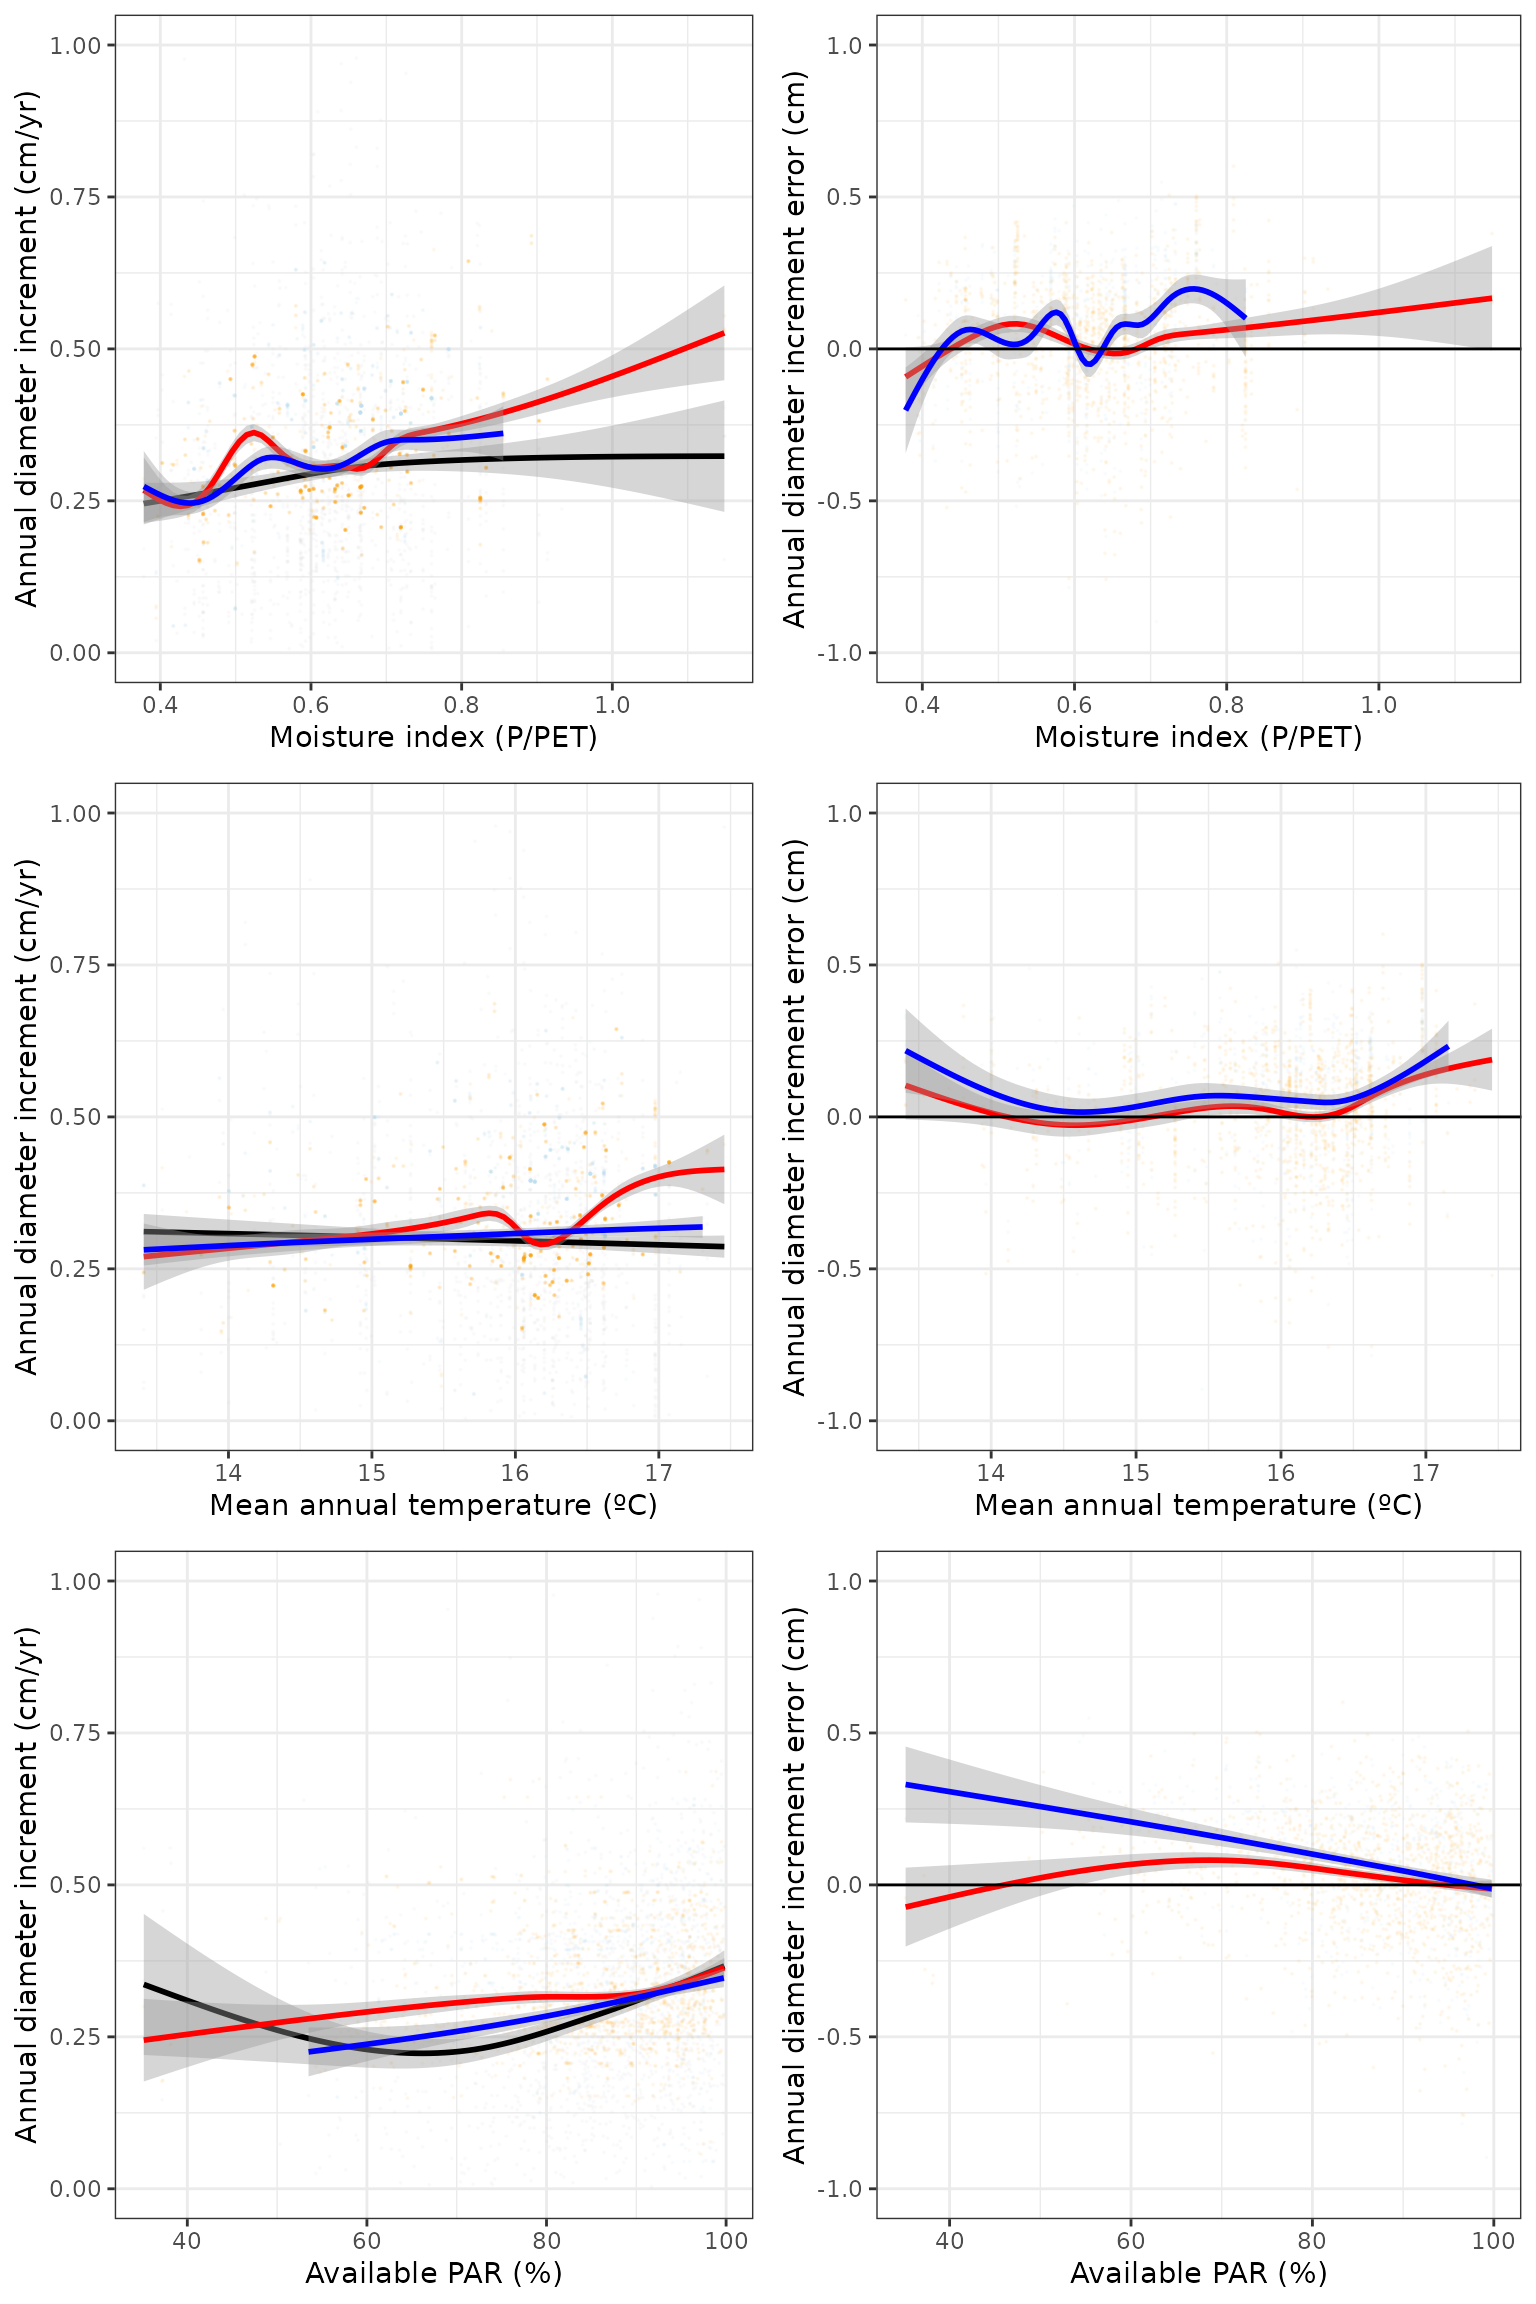 Annual diameter increment (cm/yr)
1.00
0.75
0.50
0.25
0.00
0.4 0.6 0.8 1.0
Moisture index (P/PET)
Annual diameter increment error (cm)
1.0
0.5
0.0
-0.5
-1.0
0.4 0.6 0.8 1.0
Moisture index (P/PET)
Annual diameter increment (cm/yr)
1.00
0.75
0.50
0.25
0.00
14 15 16 17
Mean annual temperature (ºC)
Annual diameter increment error (cm)
1.0
0.5
0.0
-0.5
-1.0
14 15 16 17
Mean annual temperature (ºC)
Annual diameter increment (cm/yr)
1.00
0.75
0.50
0.25
0.00
40 60 80 100
Available PAR (%)
Annual diameter increment error (cm)
1.0
0.5
0.0
-0.5
-1.0
40 60 80 100
Available PAR (%)